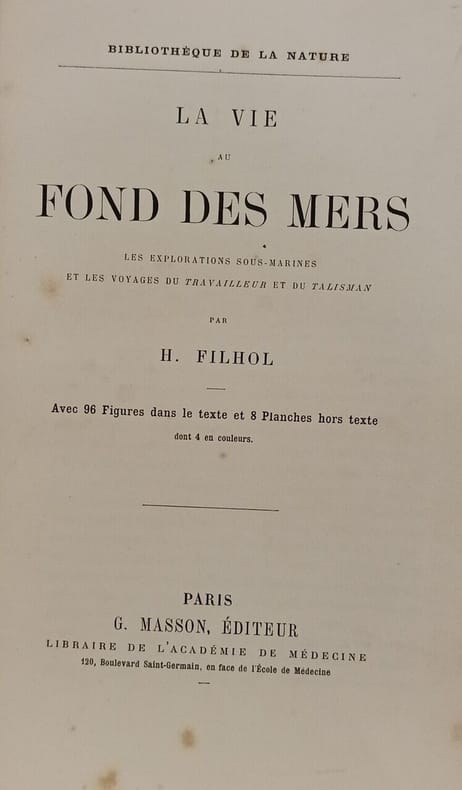 BIBLIOTHÈQUE DE LA NATURE
LA VIE
AU
FOND DES MERS
LES EXPLORATIONS SOUS-MARINES
ET LES VOYAGES DU TRAVAILLEUR ET DU TALISMAN
PAR
H. FILHOL
Avec 96 Figures dans le texte et 8 Planches hors texte
dont 4 en couleurs.
PARIS
G. MASSON, ÉDITEUR
LIBRAIRE DE L'ACADÉMIE DE MÉDECINE
120, Boulevard Saint-Germain, en face de l'École de Médecine